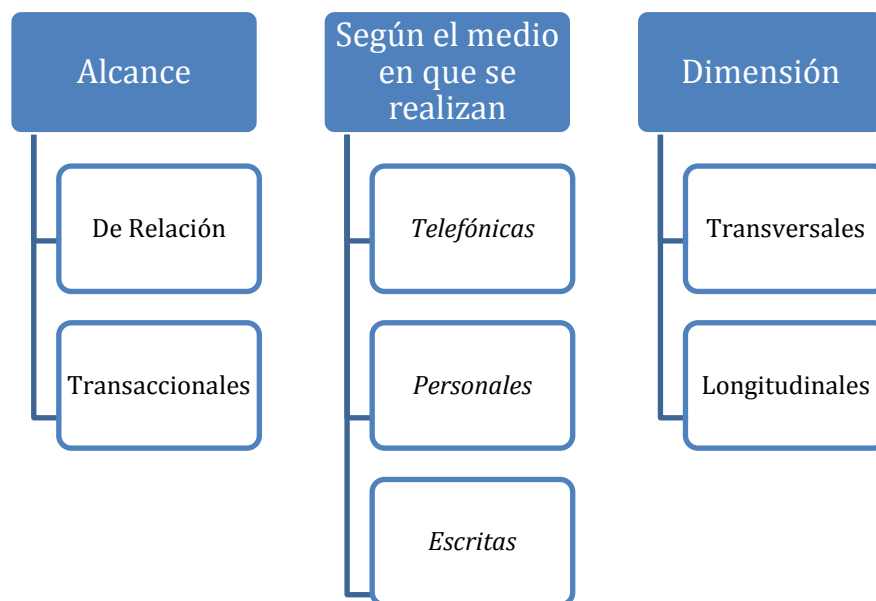 Alcance
De Relación
Transaccionales
Según el medio
en que se
realizan
Telefónicas
Personales
Escritas
Dimensión
Transversales
Longitudinales